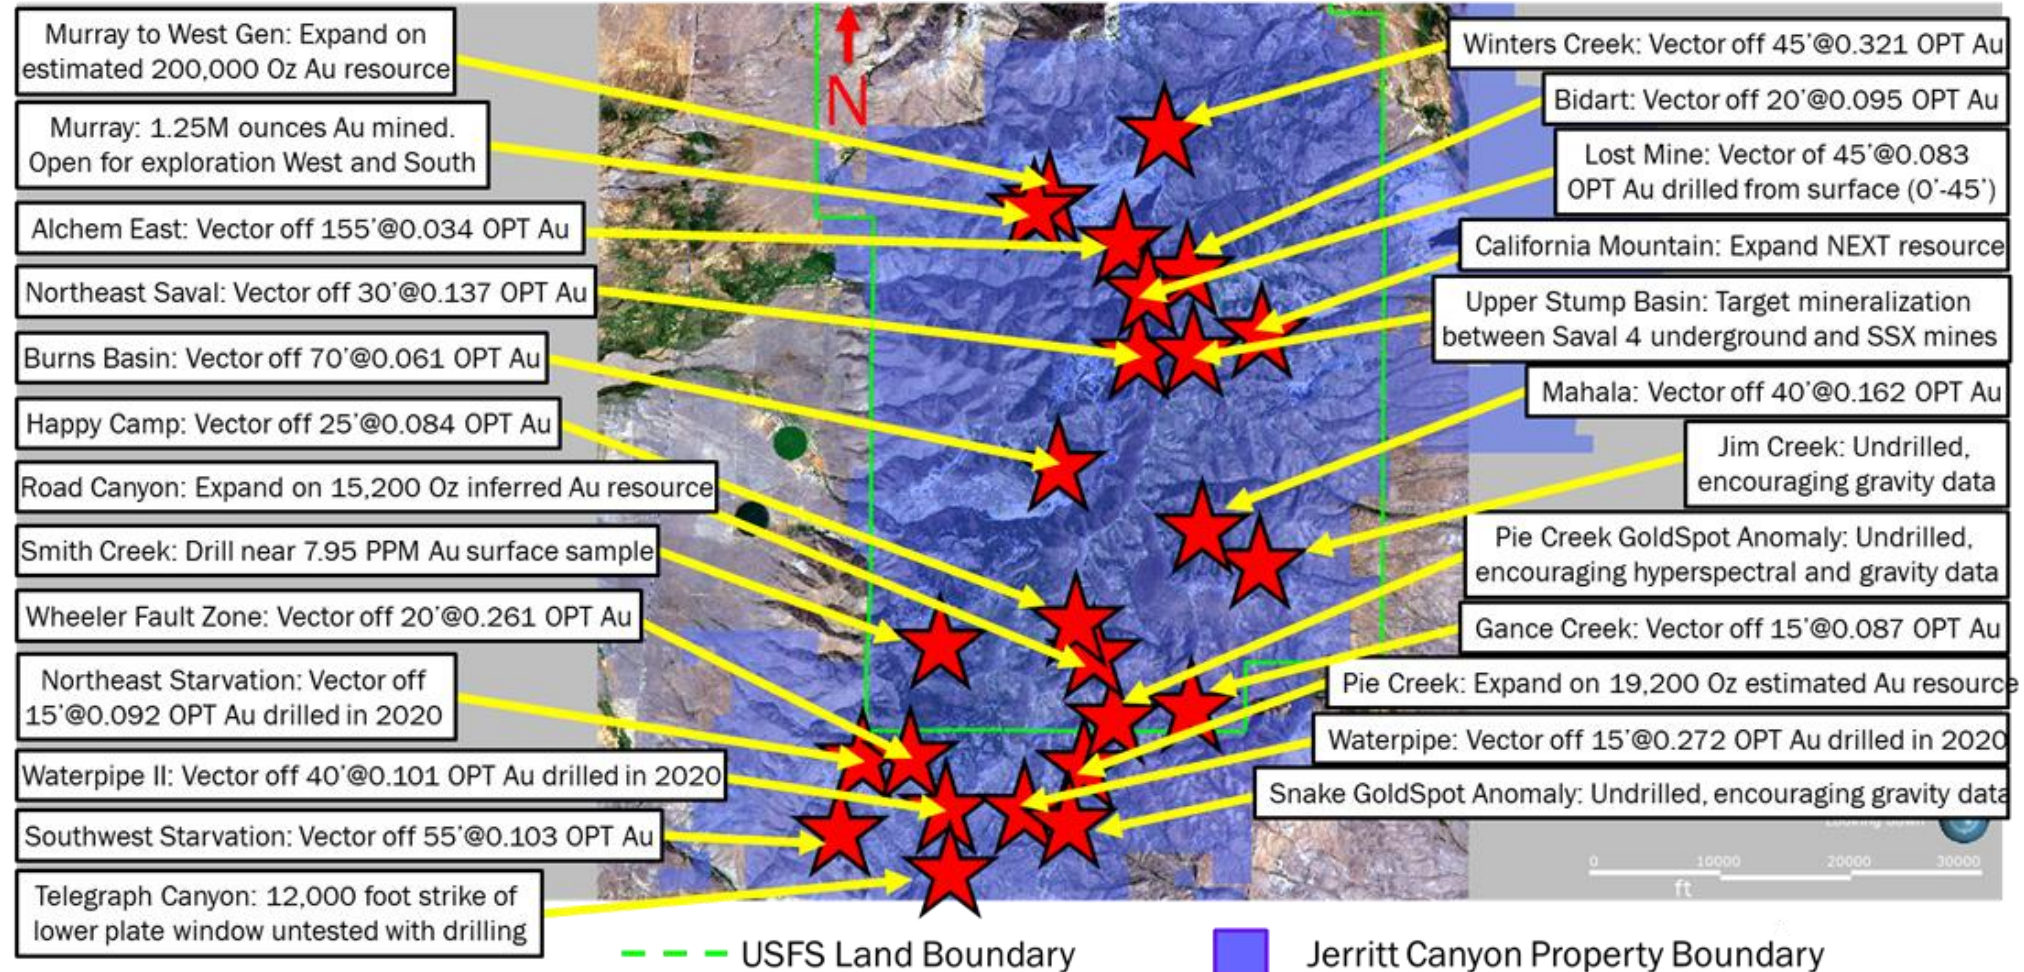 Murray to West Gen: Expand on
estimated 200,000 Oz Au resource
Murray: 1.25M ounces Au mined.
Open for exploration West and South
Alchem East: Vector off 155’@0.034 OPT Au
Northeast Saval: Vector off 30’@0.137 OPT Au
Burns Basin: Vector off 70’@0.061 OPT Au
Happy Camp: Vector off 25’@0.084 OPT Au
Road Canyon: Expand on 15,200 Oz inferred Au resource
Smith Creek: Drill near 7.95 PPM Au surface sample
Wheeler Fault Zone: Vector off 20’@0.261 OPT Au
Northeast Starvation: Vector off
15’@0.092 OPT Au drilled in 2020
Waterpipe II: Vector off 40’@0.101 OPT Au drilled in 2020
Southwest Starvation: Vector off 55’@0.103 OPT Au
Telegraph Canyon: 12,000 foot strike of
lower plate window untested with drilling
N
Winters Creek: Vector off 45’@0.321 OPT Au
Bidart: Vector off 20’@0.095 OPT Au
Lost Mine: Vector of 45’@0.083
OPT Au drilled from surface (0’-45’)
California Mountain: Expand NEXT resource
Upper Stump Basin: Target mineralization
between Saval 4 underground and SSX mines
Mahala: Vector off 40’@0.162 OPT Au
Jim Creek: Undrilled,
encouraging gravity data
Pie Creek GoldSpot Anomaly: Undrilled,
encouraging hyperspectral and gravity data
Gance Creek: Vector off 15’@0.087 OPT Au
Pie Creek: Expand on 19,200 Oz estimated Au resource
Waterpipe: Vector off 15’@0.272 OPT Au drilled in 2020
Snake GoldSpot Anomaly: Undrilled, encouraging gravity data
0 10000 20000 30000
ft
USFS Land Boundary
Jerritt Canyon Property Boundary